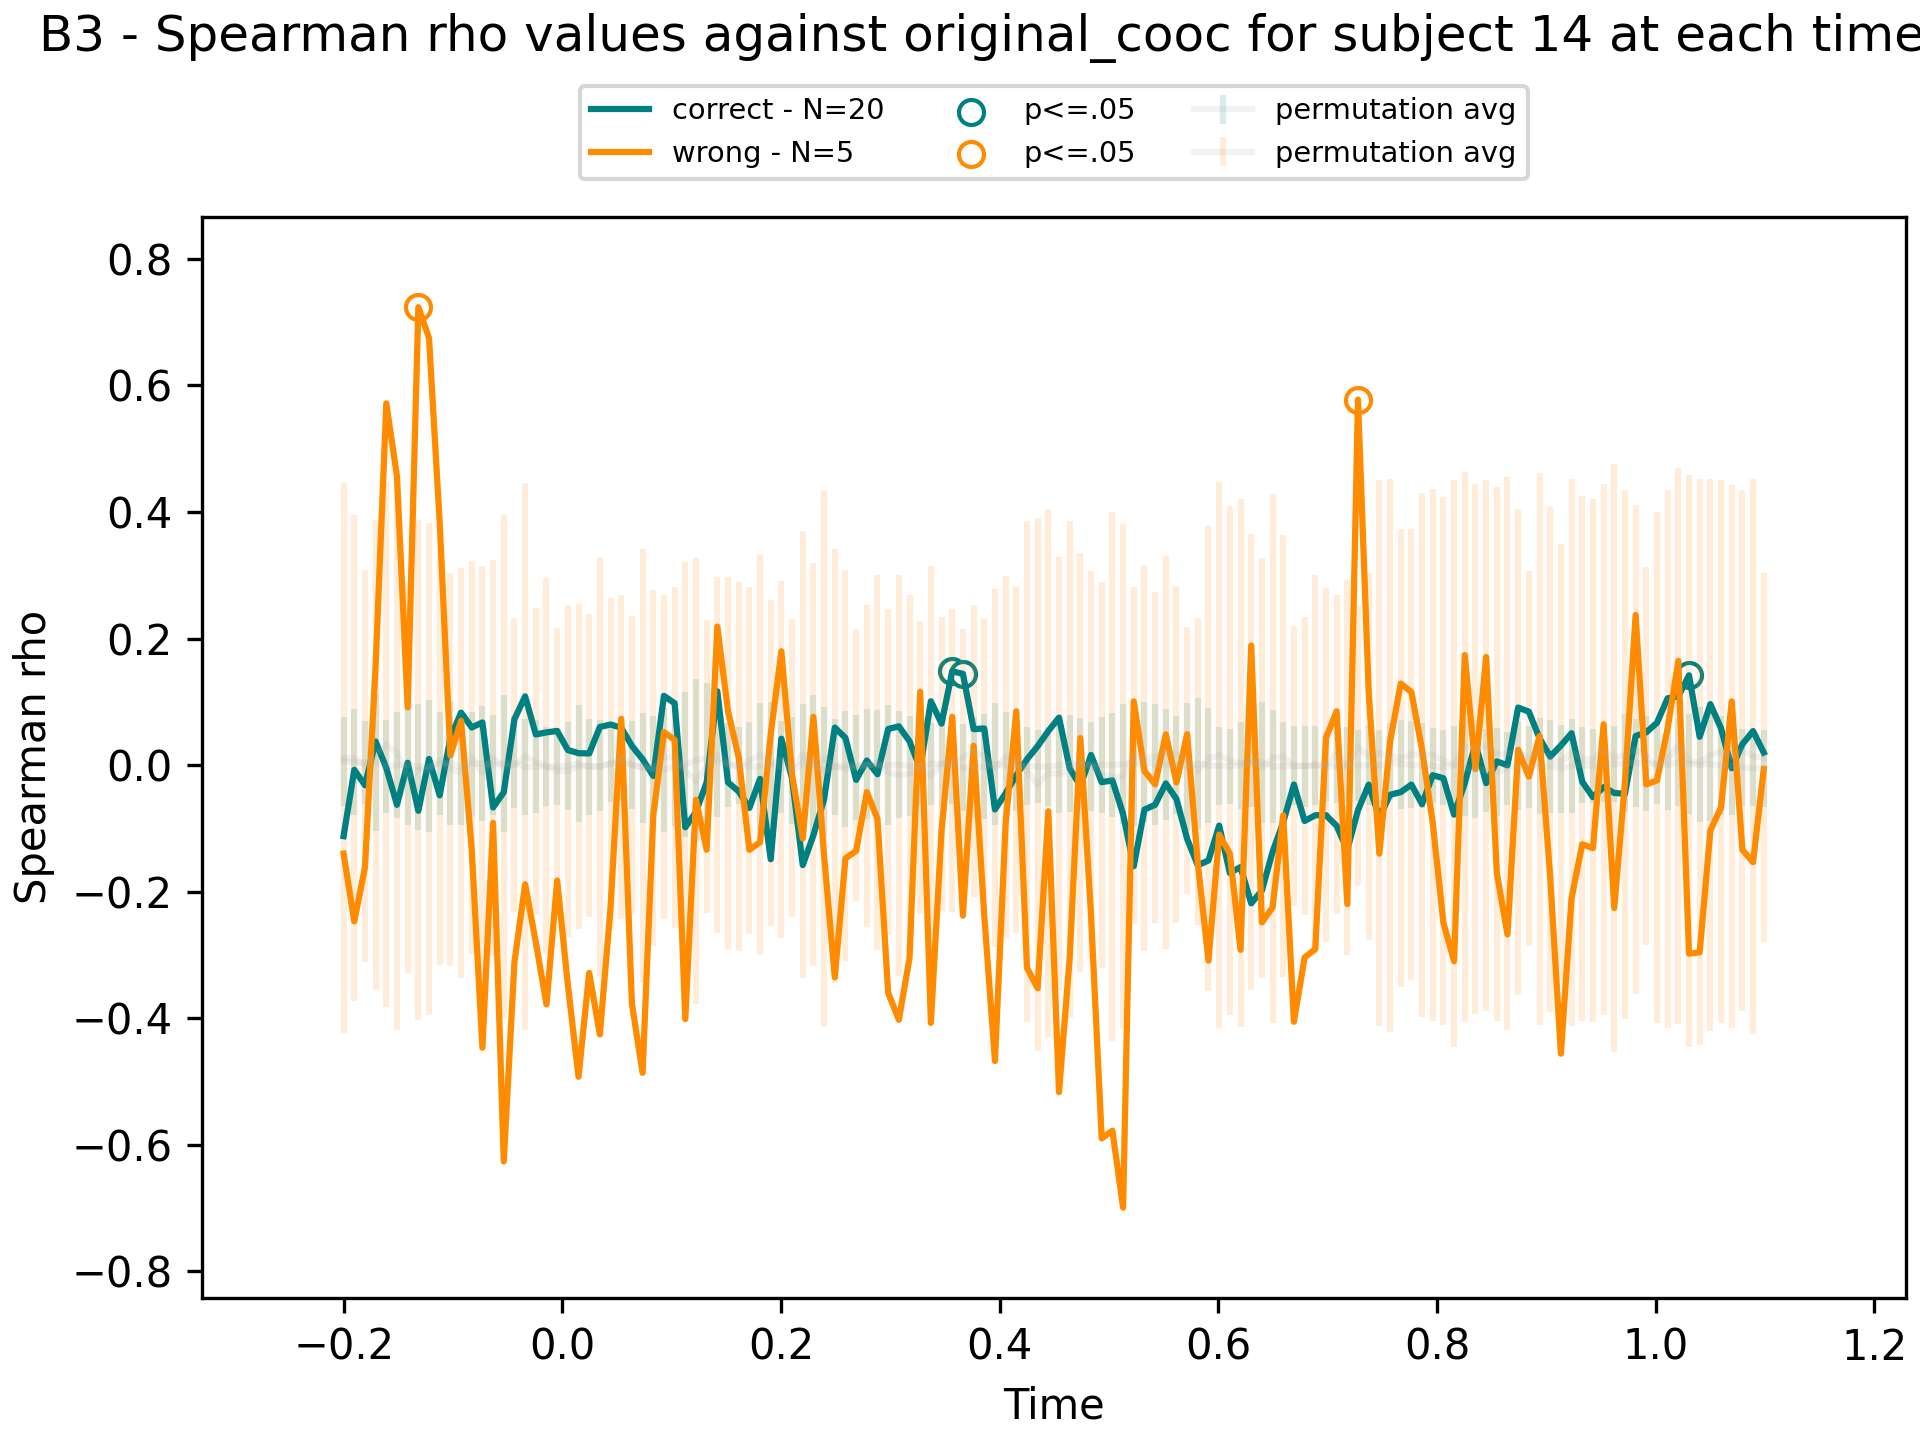 B3 - Spearman rho values against original_cooc for subject 14 at each time
correct - N=20
wrong - N=5
p<=.05
p<=.05
permutation avg
permutation avg
Spearman rho
0.8
0.6
0.4
0.2
0.0
−0.2
−0.4
−0.6
−0.8
−0.2
0.0
0.2
0.4
0.6
0.8
1.0
1.2
Time